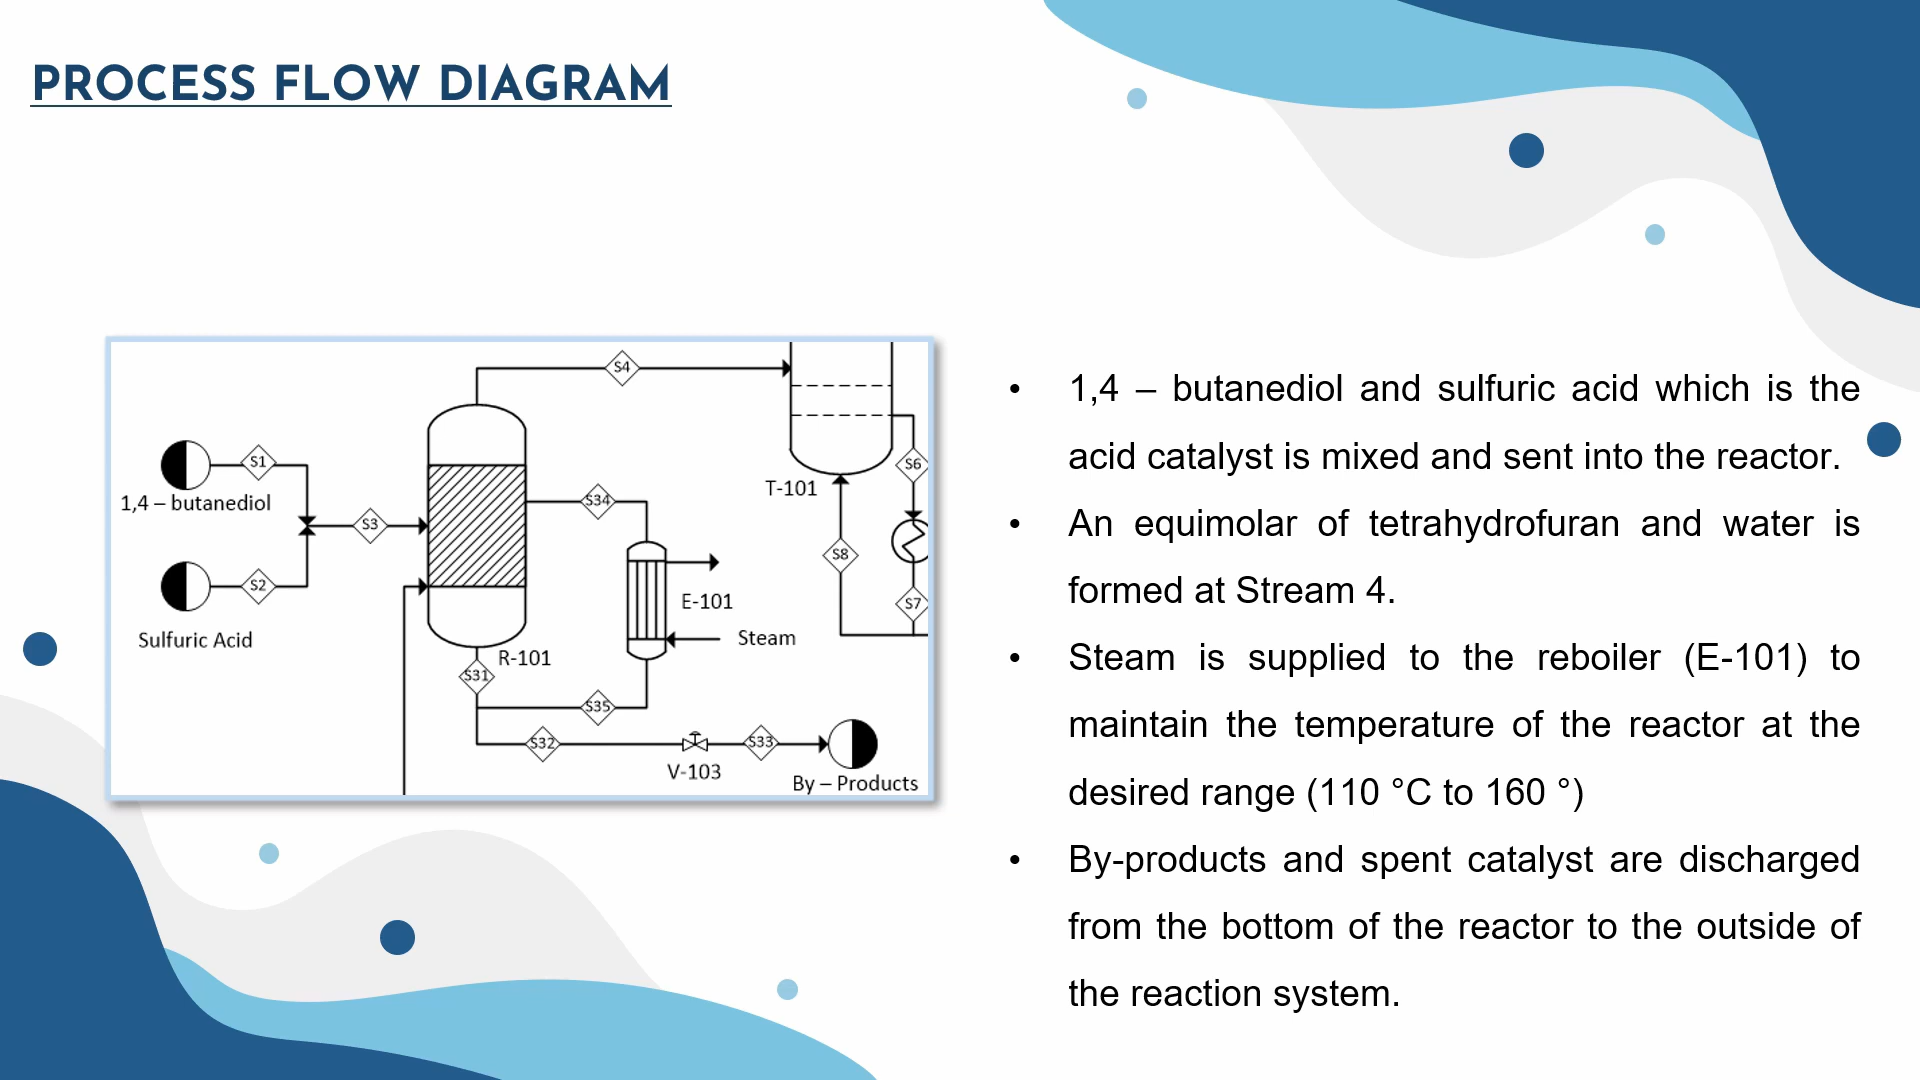 PROCESS FLOW DIAGRAM
S4
S1
1,4 – butanediol
S3
S2
Sulfuric Acid
S34
T-101
S6
S8
E-101
S7
Steam
R-101
S31
S35
S32
S33
V-103
By – Products
• 1,4 – butanediol and sulfuric acid which is the
acid catalyst is mixed and sent into the reactor.
• An equimolar of tetrahydrofuran and water is
formed at Stream 4.
• Steam is supplied to the reboiler (E-101) to
maintain the temperature of the reactor at the
desired range (110 °C to 160 °)
• By-products and spent catalyst are discharged
from the bottom of the reactor to the outside of
the reaction system.